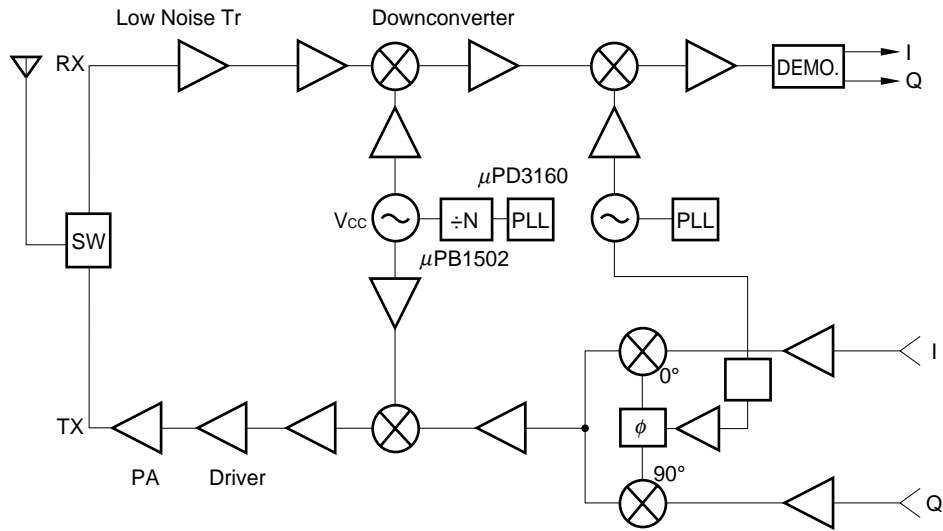 Low Noise Tr
Downconverter
RX
DEMO.
I
Q
μPD3160
Vcc
÷N
PLL
PLL
SW
μPB1502
I
0°
φ
TX
90°
PA
Driver
Q